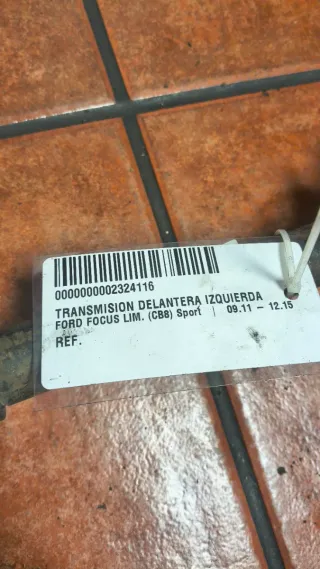 0000000002324116
TRANSMISION DELANTERA IZQUIERDA
FORD FOCUS LIM. (CB8) Sport | 09.11 – 12.15
REF.